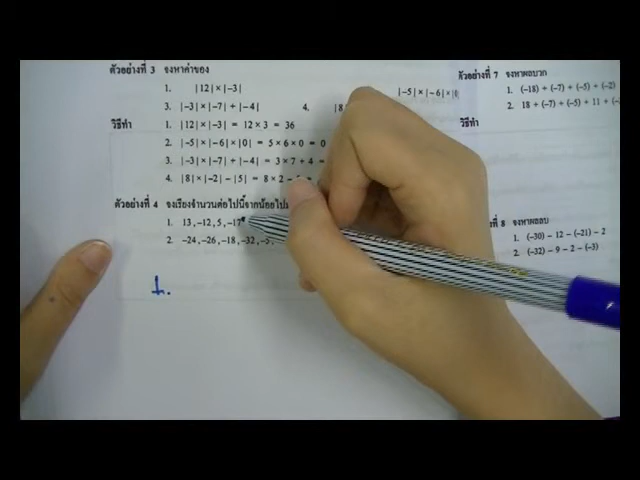 ตัวอย่างที่ 3 จงหาค่าของ
1. |12|×|−3|
|−5|×|−6|×|0|
3. |−3|×|−7|+|−4|
4. |8
วิธีทำ
1. |12|×|−3| = 12×3 = 36
2. |−5|×|−6|×|0| = 5×6×0 = 0
3. |−3|×|−7|+|−4| = 3×7+4 =
4. |8|×|−2|−|5| = 8×2−
ตัวอย่างที่ 4 จงเรียงจำนวนต่อไปนี้จากน้อยไป
1. 13,−12,5,−17
2. −24,−26,−18,−32,−5,
1.
ตัวอย่างที่ 7 จงหาผลบวก
1. (−18)+(−7)+(−5)+(−2)
2. 18+(−7)+(−5)+11+(−
วิธีทำ
ที่ 8 จงหาผลลบ
1. (−30)−12−(−21)−2
2. (−32)−9−2−(−3)